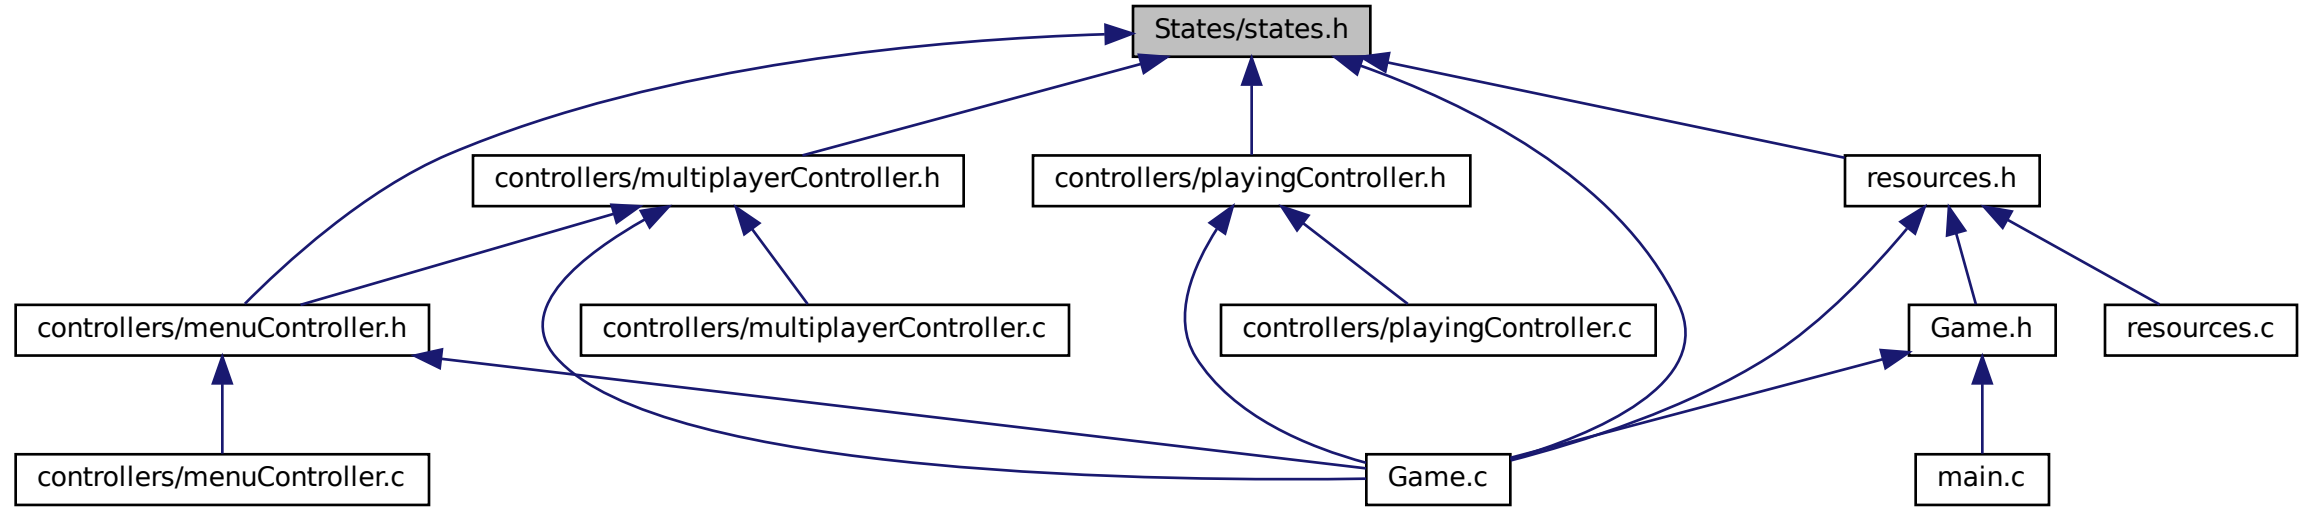 States/states.h
controllers/multiplayerController.h
controllers/playingController.h
resources.h
controllers/menuController.h
controllers/multiplayerController.c
controllers/playingController.c
Game.h
resources.c
controllers/menuController.c
Game.c
main.c